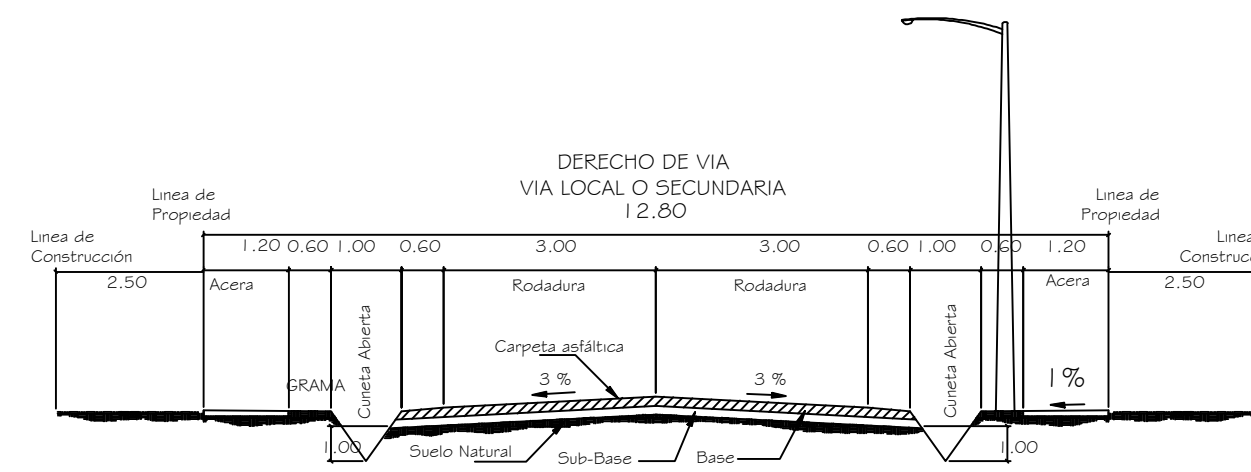 DERECHO DE VIA
VIA LOCAL O SECUNDARIA
12.80
Linea de
Propiedad
Linea de
Propiedad
Linea de
Construcción
Linea
Construcc
1.20 0.60 1.00 0.60 3.00 3.00 0.60 1.00 0.60 1.20
2.50 Acera Rodadura Rodadura Acera 2.50
Cuneta Abierta
Cuneta Abierta
Carpeta asfáltica
GRAMA 3 % 3 % 1%
1.00 Suelo Natural Sub-Base Base 1.00